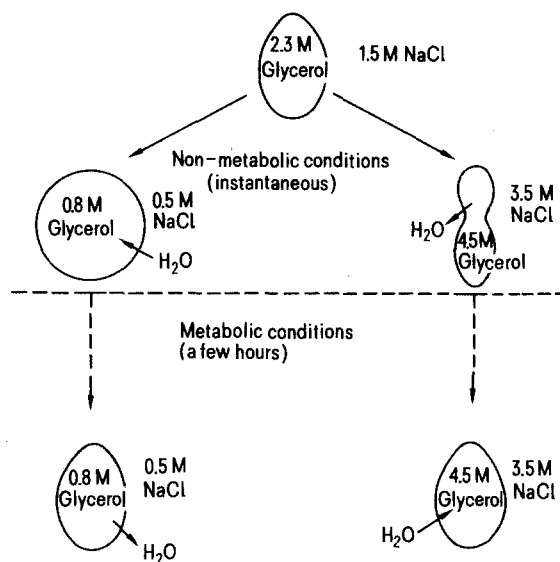 2.3 M
Glycerol
1.5 M NaCl
Non-metabolic conditions
(instantaneous)
0.8 M
Glycerol
0.5 M
NaCl
H₂O
3.5 M
NaCl
H₂O
4.5M
Glycerol
Metabolic conditions
(a few hours)
0.8 M
Glycerol
0.5 M
NaCl
H₂O
4.5 M
Glycerol
3.5 M
NaCl
H₂O